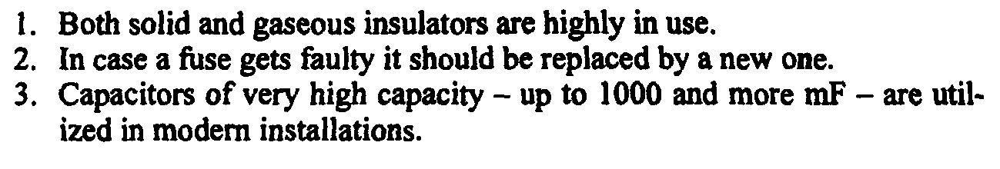 1. Both solid and gaseous insulators are highly in use.
2. In case a fuse gets faulty it should be replaced by a new one.
3. Capacitors of very high capacity – up to 1000 and more mF – are util-
ized in modern installations.